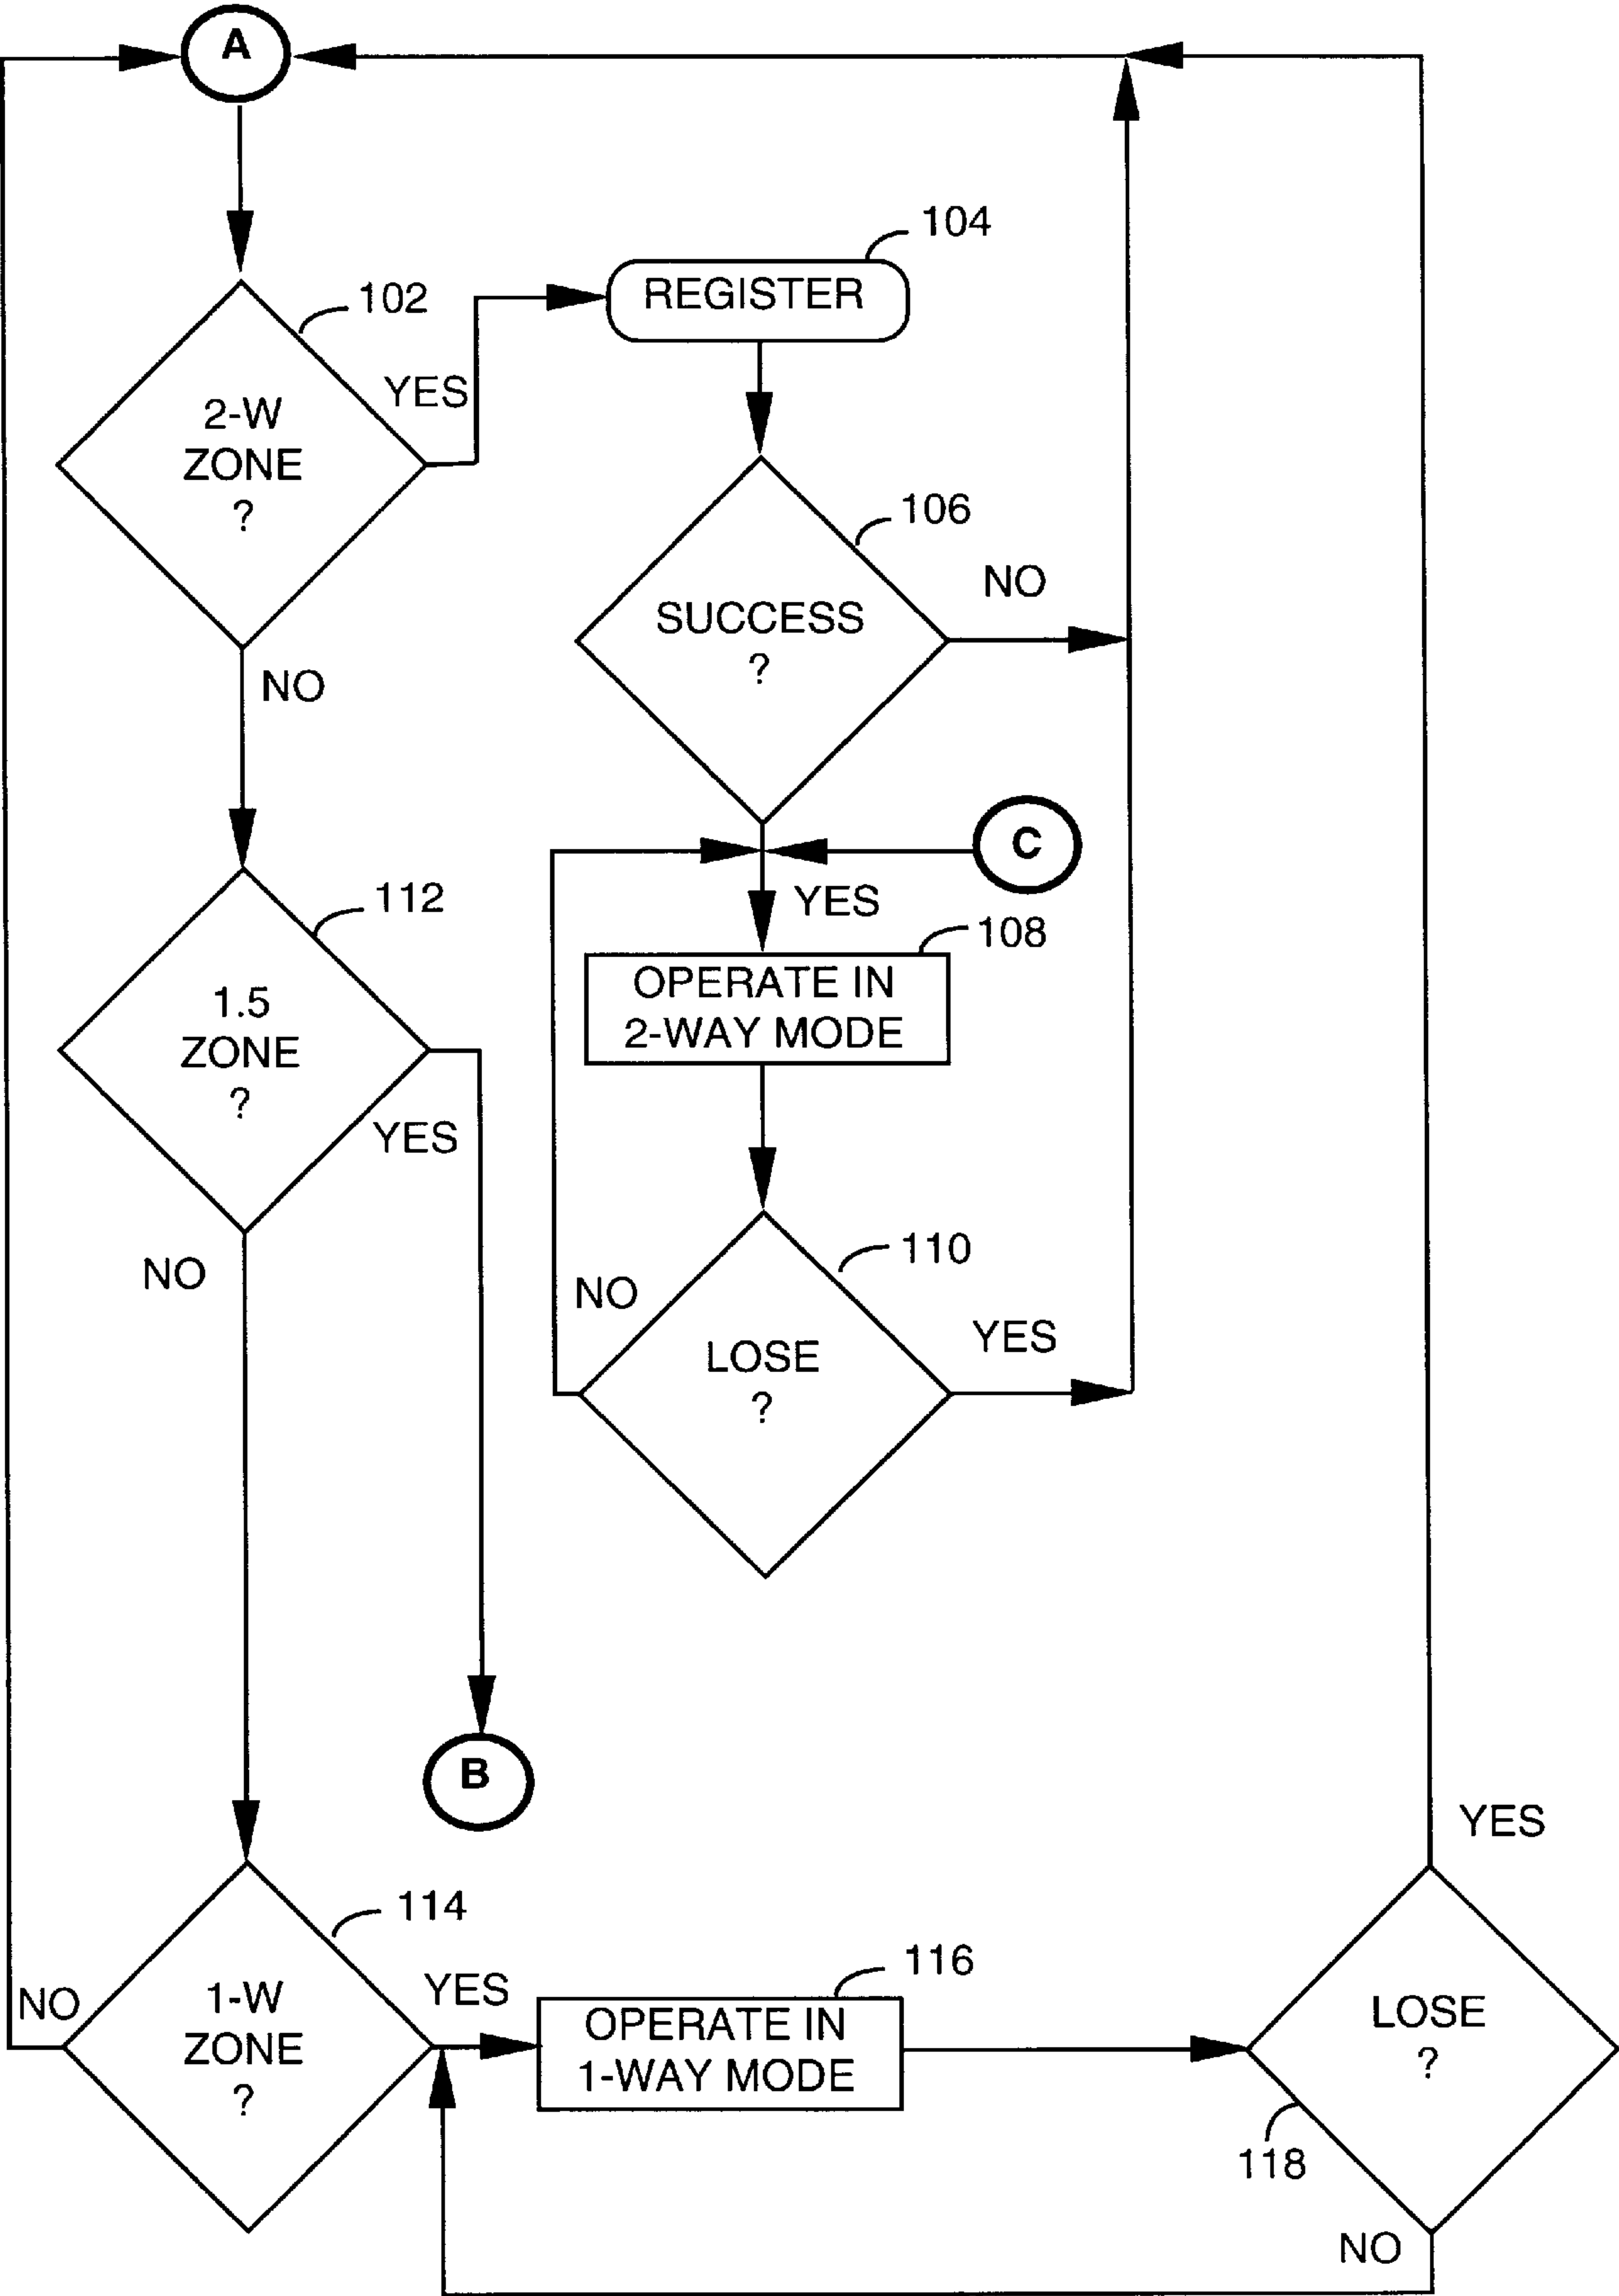 A
104
REGISTER
102
YES
2-W
ZONE
?
106
NO
SUCCESS
?
NO
C
YES
112
108
OPERATE IN
2-WAY MODE
1.5
ZONE
?
YES
110
NO
NO
YES
LOSE
?
B
YES
114
116
YES
NO
1-W
ZONE
?
OPERATE IN
1-WAY MODE
LOSE
?
118
NO